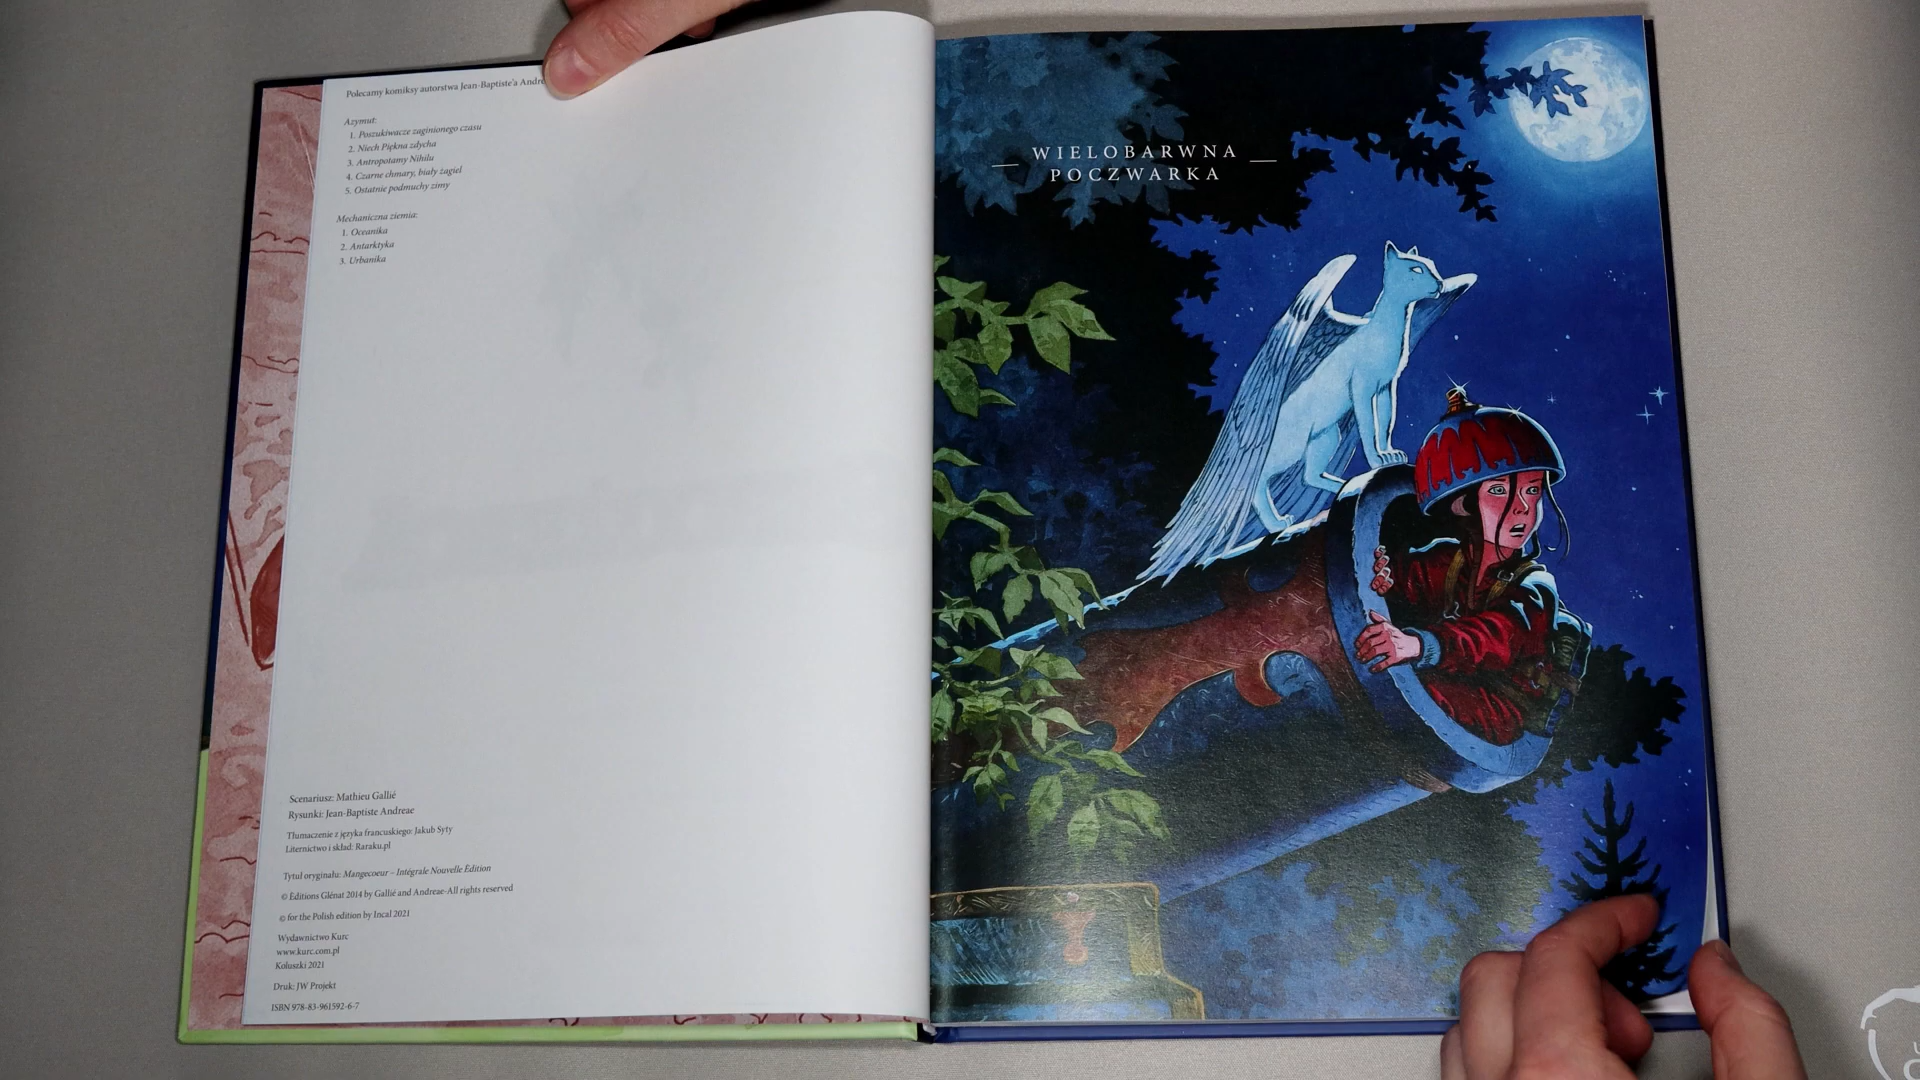 Polecamy komiksy autorstwa Jean-Baptiste'a
Azymut:
1. Poszukiwacze zaginionego czasu
2. Niech Piękna zdycha
3. Antropotamy Nihilu
4. Czarne chmary, biały żagiel
5. Ostatnie podmuchy zimy
Mechaniczna ziemia:
1. Oceanika
2. Antarktyka
3. Urbanika
Scenariusz: Mathieu Gallié
Rysunki: Jean-Baptiste Andreae
Tłumaczenie z języka francuskiego: Jakub Syty
Liternictwo i skład: Raraku.pl
Tytuł oryginału: Mangecoeur – Intégrale Nouvelle Édition
© Éditions Glénat 2014 by Gallié and Andreae-All rights reserved
© for the Polish edition by Incal 2021
Wydawnictwo Kurc
www.kurc.com.pl
Koluszki 2021
Druk: JW Projekt
ISBN 978-83-961592-6-7
— WIELOBARWNA —
POCZWARKA